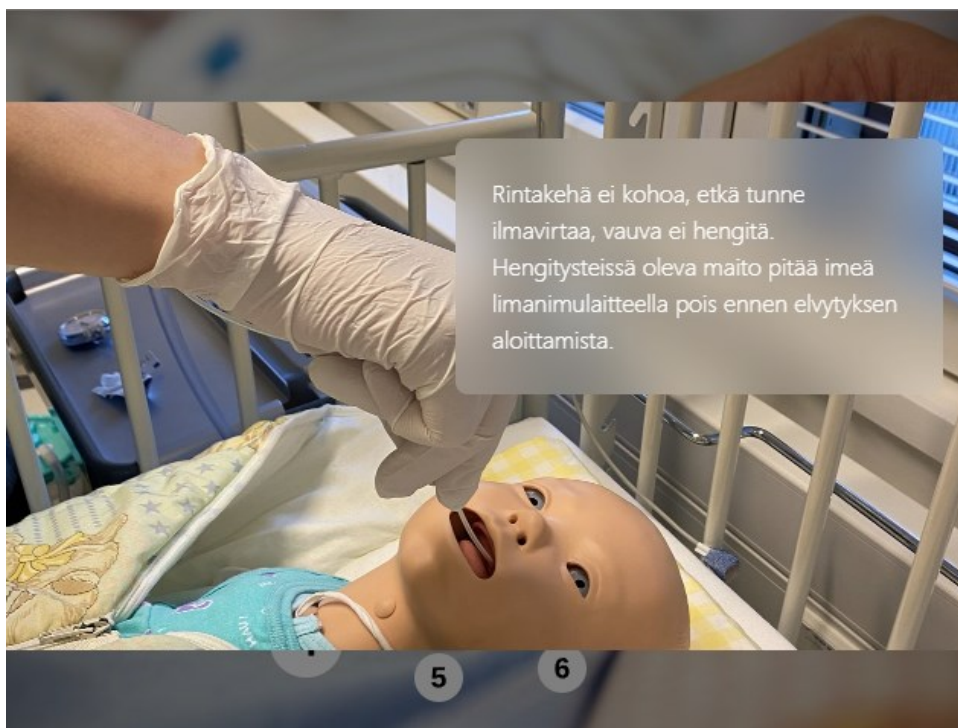 Rintakehä ei kohoa, etkä tunne
ilmavirtaa, vauva ei hengitä.
Hengitysteissä oleva maito pitää imeä
limanimulaitteella pois ennen elvytyksen
aloittamista.
5
6